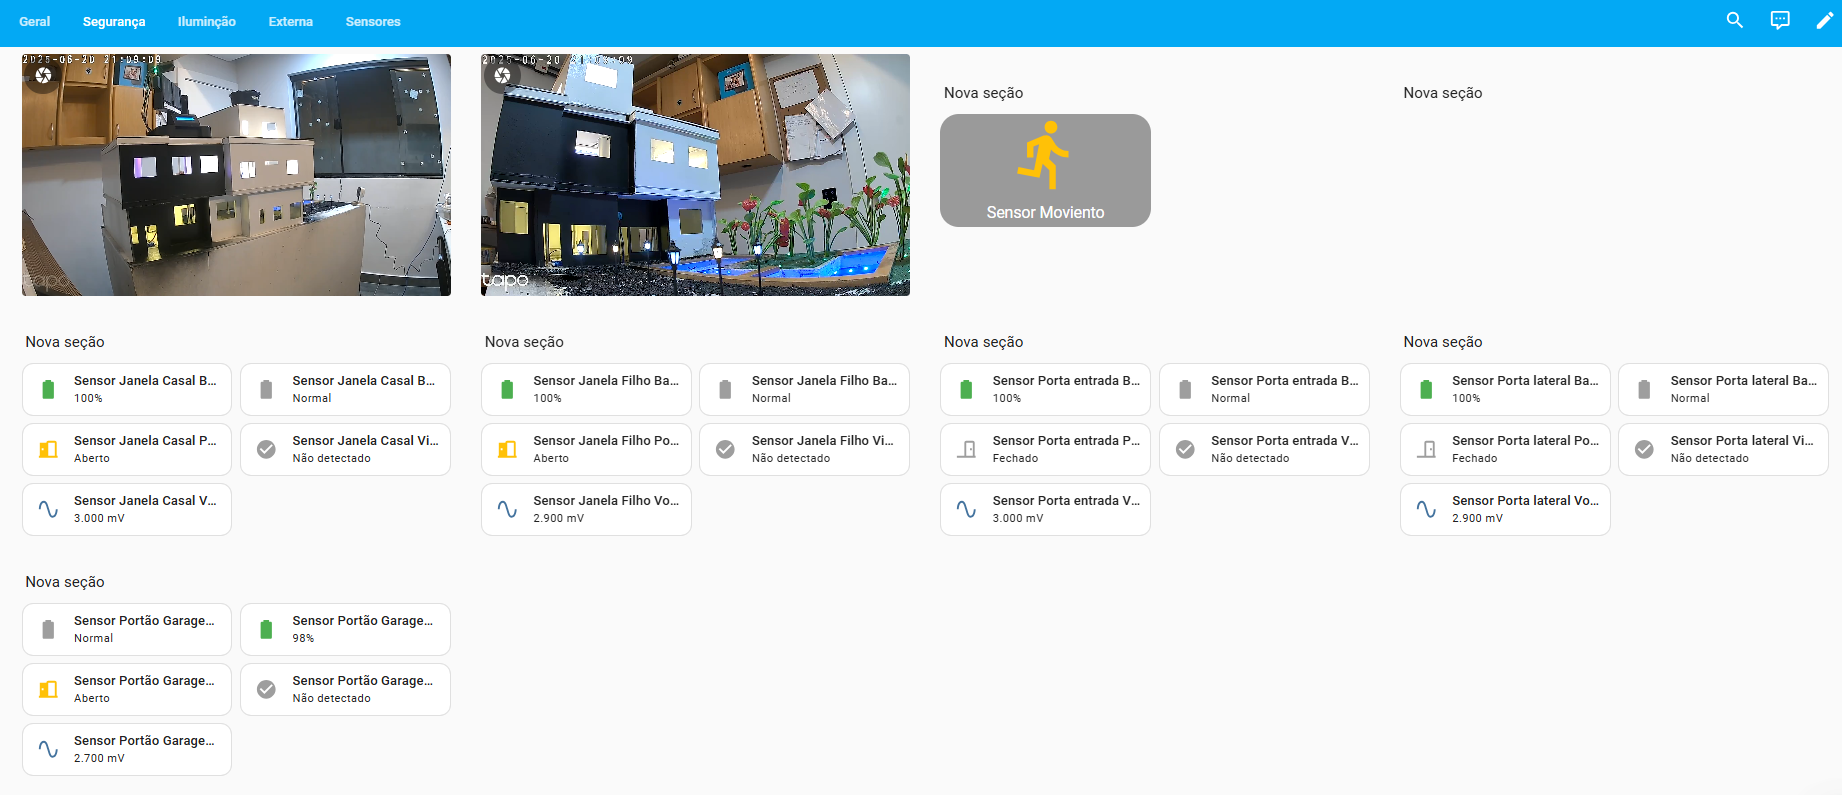 Geral
Segurança
Iluminção
Externa
Sensores
2025-06-20 21:09:09
tapo
tapo
Nova seção
Sensor Moviento
Nova seção
Nova seção
Sensor Janela Casal B...
100%
Sensor Janela Casal B...
Normal
Sensor Janela Casal P...
Aberto
Sensor Janela Casal Vi...
Não detectado
Sensor Janela Casal V...
3.000 mV
Nova seção
Sensor Janela Filho Ba...
100%
Sensor Janela Filho Ba...
Normal
Sensor Janela Filho Po...
Aberto
Sensor Janela Filho Vi...
Não detectado
Sensor Janela Filho Vo...
2.900 mV
Nova seção
Sensor Porta entrada B...
100%
Sensor Porta entrada B...
Normal
Sensor Porta entrada P...
Fechado
Sensor Porta entrada V...
Não detectado
Sensor Porta entrada V...
3.000 mV
Nova seção
Sensor Porta lateral Ba...
100%
Sensor Porta lateral Ba...
Normal
Sensor Porta lateral Po...
Fechado
Sensor Porta lateral Vi...
Não detectado
Sensor Porta lateral Vo...
2.900 mV
Nova seção
Sensor Portão Garage...
Normal
Sensor Portão Garage...
98%
Sensor Portão Garage...
Aberto
Sensor Portão Garage...
Não detectado
Sensor Portão Garage...
2.700 mV